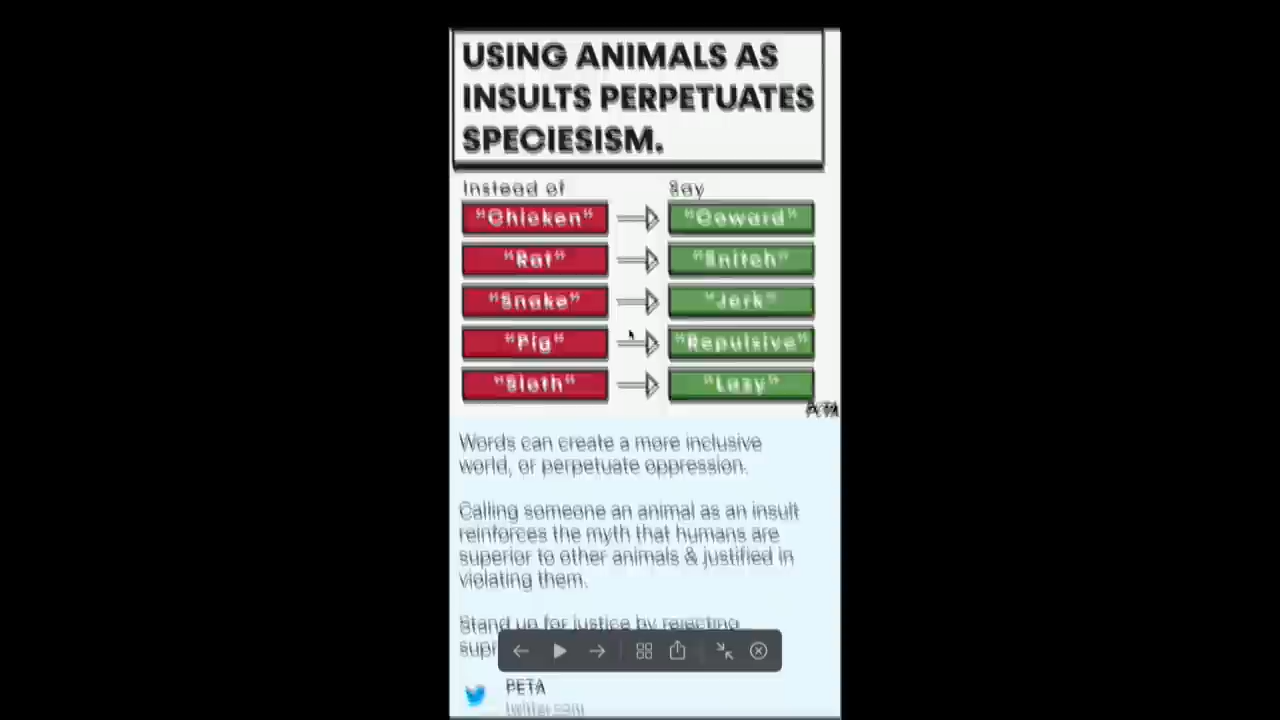 USING ANIMALS AS
INSULTS PERPETUATES
SPECIESISM.
Instead of Say
"Chicken" "Coward"
"Rat" "Snitch"
"Snake" "Jerk"
"Pig" "Repulsive"
"Sloth" "Lazy"
PETA
Words can create a more inclusive
world, or perpetuate oppression.
Calling someone an animal as an insult
reinforces the myth that humans are
superior to other animals & justified in
violating them.
Stand up for justice by rejecting
PETA
twitter.com